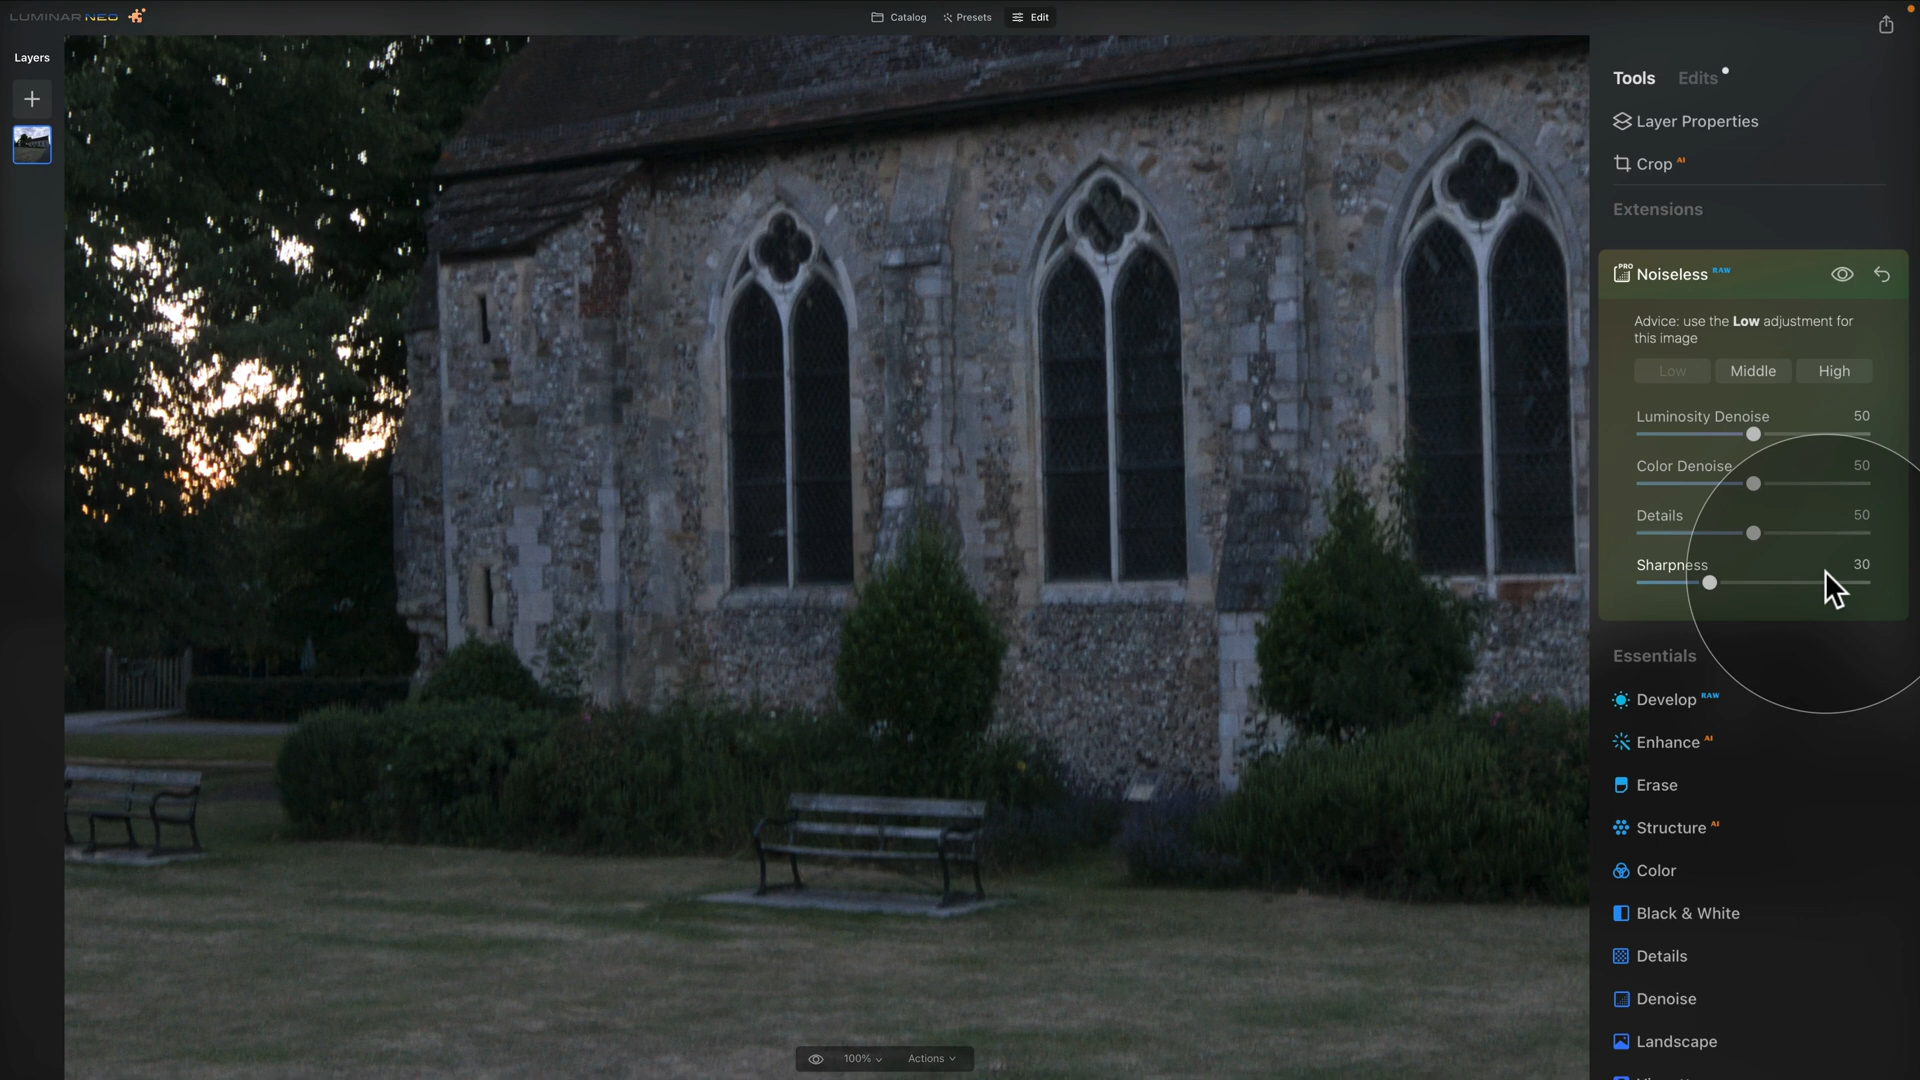 LUMINAR NEO
Catalog
Presets
Edit
Layers
Tools
Edits
Layer Properties
Crop AI
Extensions
PRO
Noiseless RAW
Advice: use the Low adjustment for
this image
Low
Middle
High
Luminosity Denoise 50
Color Denoise 50
Details 50
Sharpness 30
Essentials
Develop RAW
Enhance AI
Erase
Structure AI
Color
Black & White
Details
Denoise
Landscape
100%
Actions